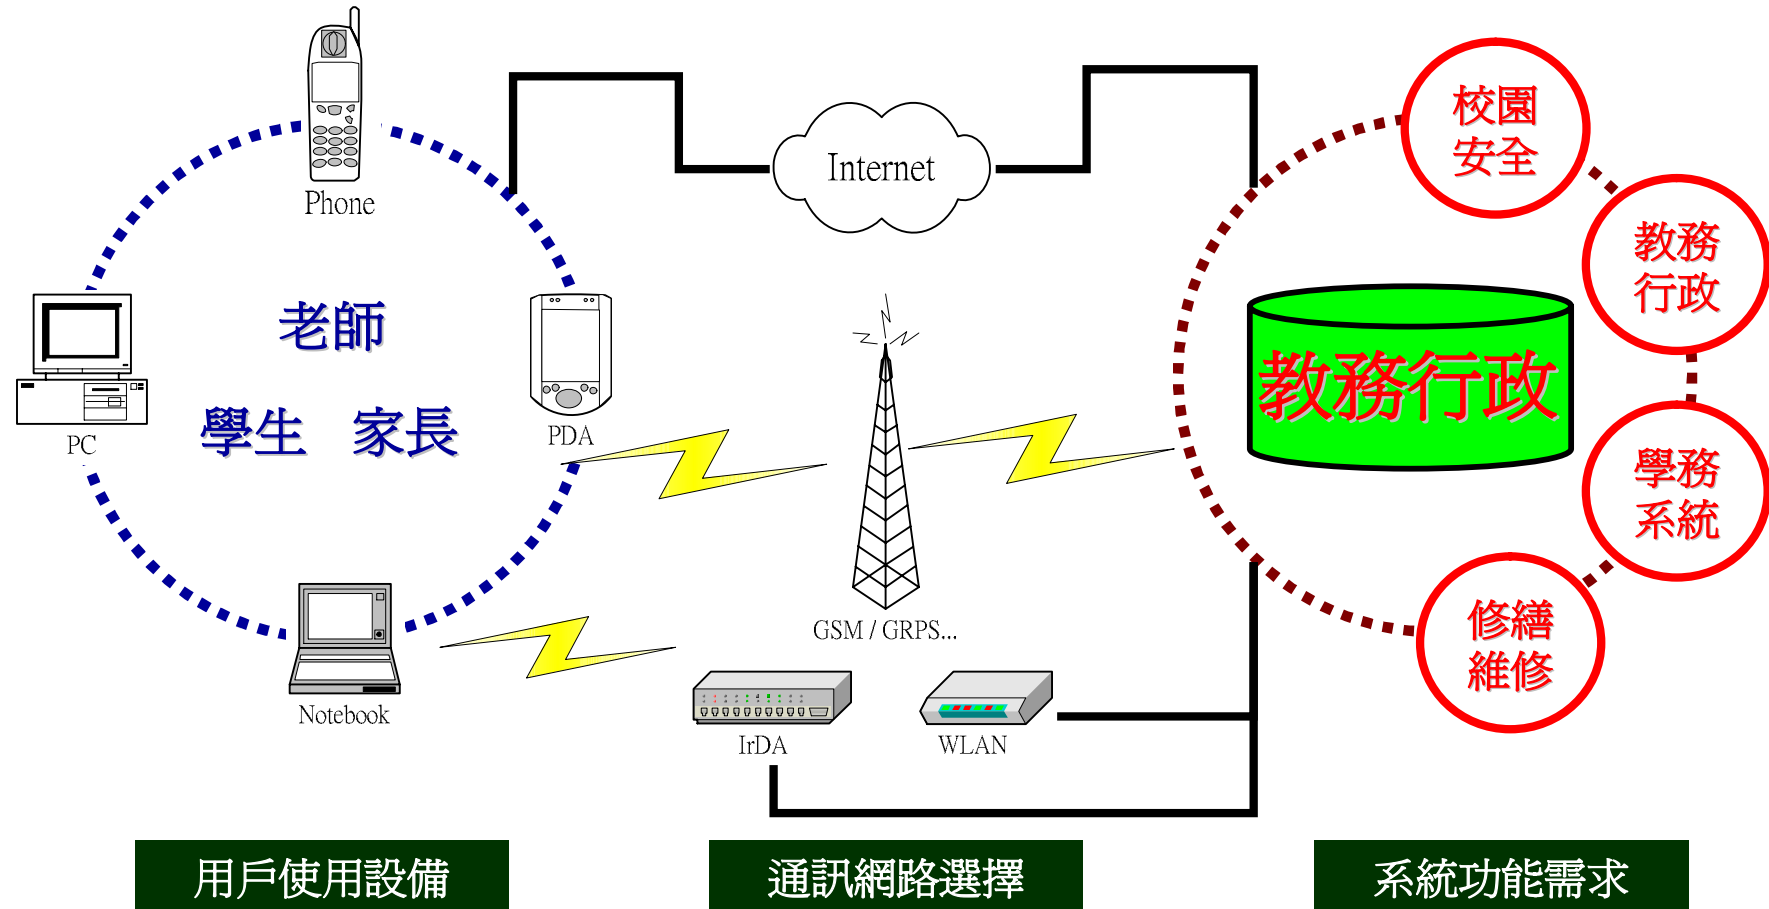 Phone
PC
老師
學生 家長
PDA
Notebook
Internet
GSM / GRPS...
IrDA
WLAN
校園
安全
教務
行政
教務行政
學務
系統
修繕
維修
用戶使用設備
通訊網路選擇
系統功能需求